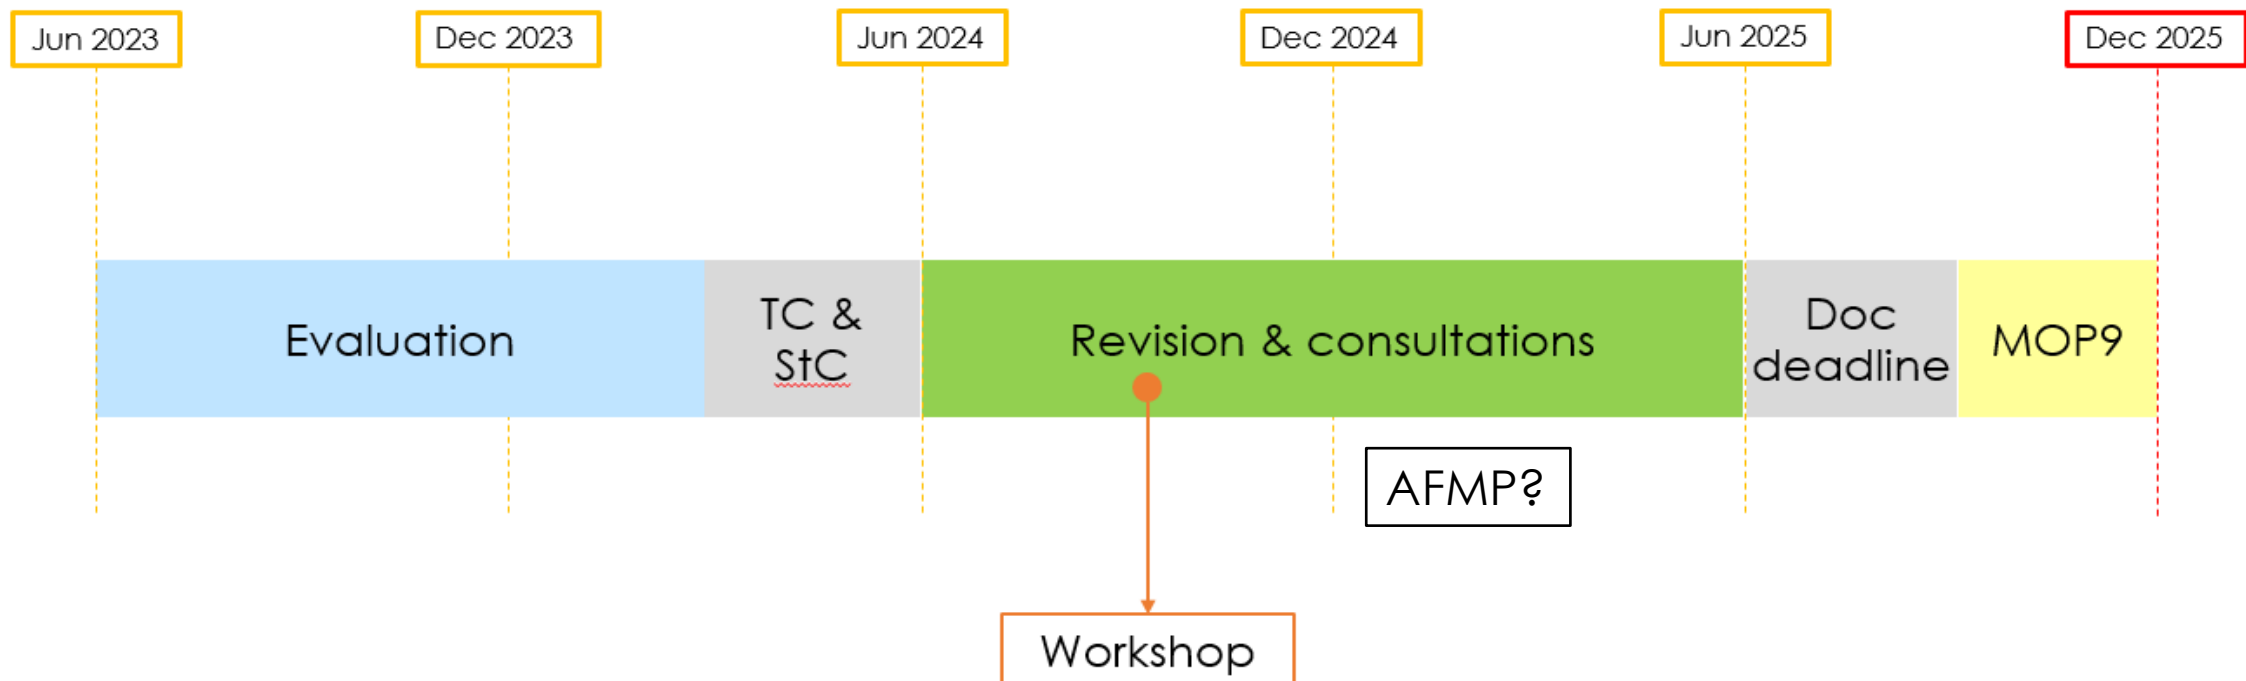 Jun 2023
Dec 2023
Jun 2024
Dec 2024
Jun 2025
Dec 2025
Evaluation
TC &
StC
Revision & consultations
Doc
deadline
MOP9
AFMP?
Workshop